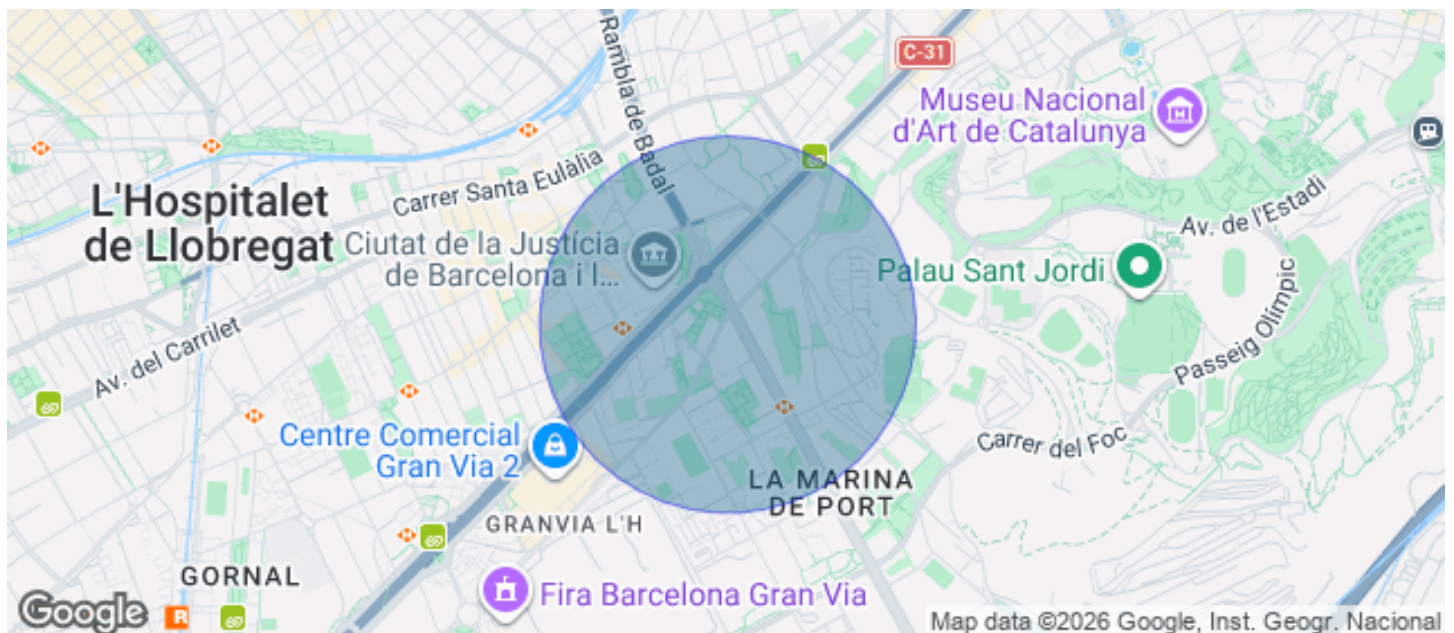 Rambla de Badal
C-31
Museu Nacional
d'Art de Catalunya
L'Hospitalet
de Llobregat
Carrer Santa Eulàlia
Av. de l'Estadi
Ciutat de la Justícia
de Barcelona i l...
Palau Sant Jordi
Passeig Olímpic
Av. del Carrilet
Centre Comercial
Gran Via 2
Carrer del Foc
LA MARINA
DE PORT
GRANVIA L'H
GORNAL
Fira Barcelona Gran Via
Google
R
Map data ©2026 Google, Inst. Geogr. Nacional